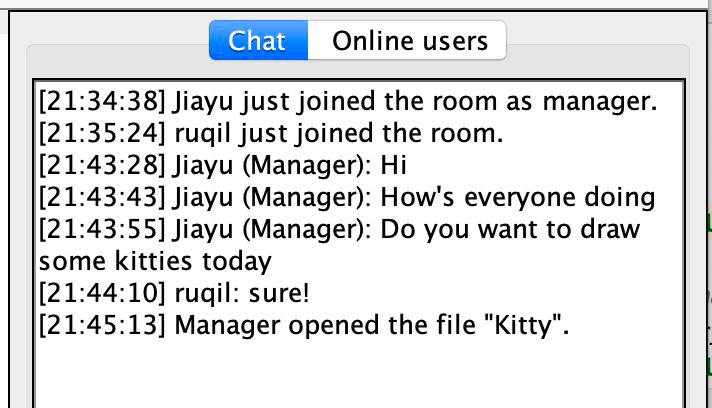 Chat Online users
[21:34:38] Jiayu just joined the room as manager.
[21:35:24] ruqil just joined the room.
[21:43:28] Jiayu (Manager): Hi
[21:43:43] Jiayu (Manager): How's everyone doing
[21:43:55] Jiayu (Manager): Do you want to draw
some kitties today
[21:44:10] ruqil: sure!
[21:45:13] Manager opened the file "Kitty".